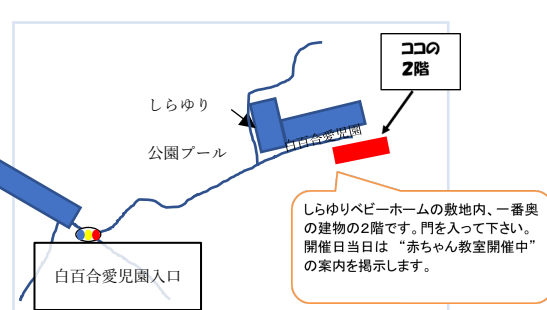 ココの
2階
しらゆり
公園プール
白百合愛児園
しらゆりベビーホームの敷地内、一番奥
の建物の2階です。門を入って下さい。
開催日当日は “赤ちゃん教室開催中”
の案内を掲示します。
白百合愛児園入口